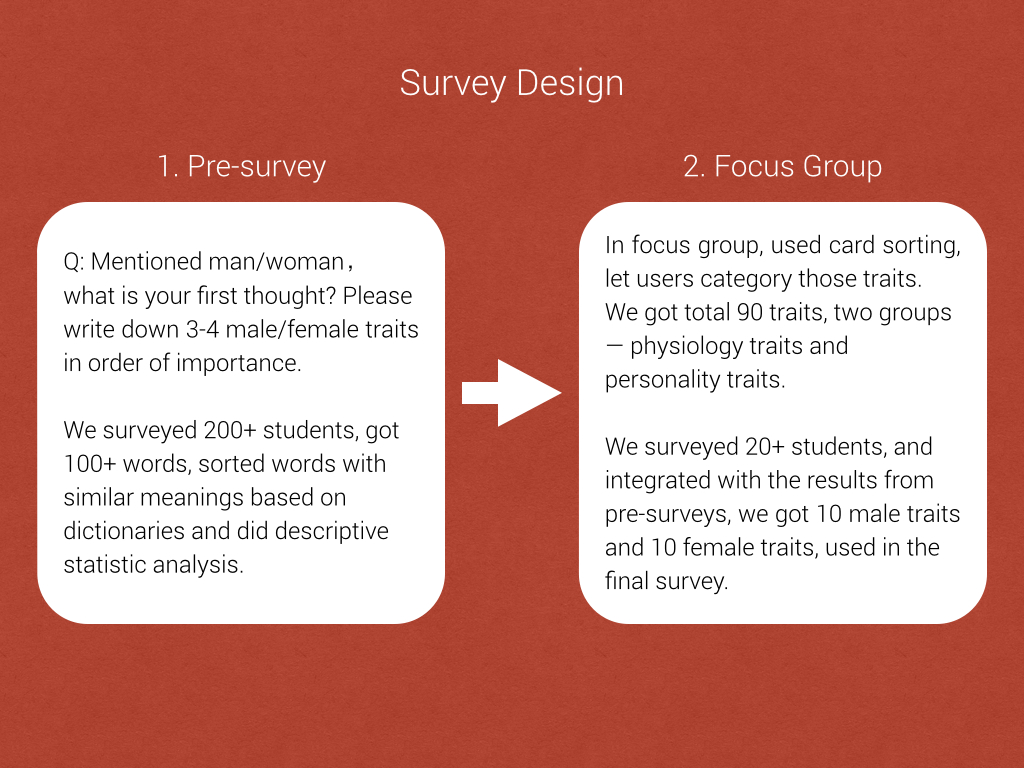 Survey Design
1. Pre-survey
Q: Mentioned man/woman，
what is your first thought? Please
write down 3-4 male/female traits
in order of importance.
We surveyed 200+ students, got
100+ words, sorted words with
similar meanings based on
dictionaries and did descriptive
statistic analysis.
2. Focus Group
In focus group, used card sorting,
let users category those traits.
We got total 90 traits, two groups
— physiology traits and
personality traits.
We surveyed 20+ students, and
integrated with the results from
pre-surveys, we got 10 male traits
and 10 female traits, used in the
final survey.